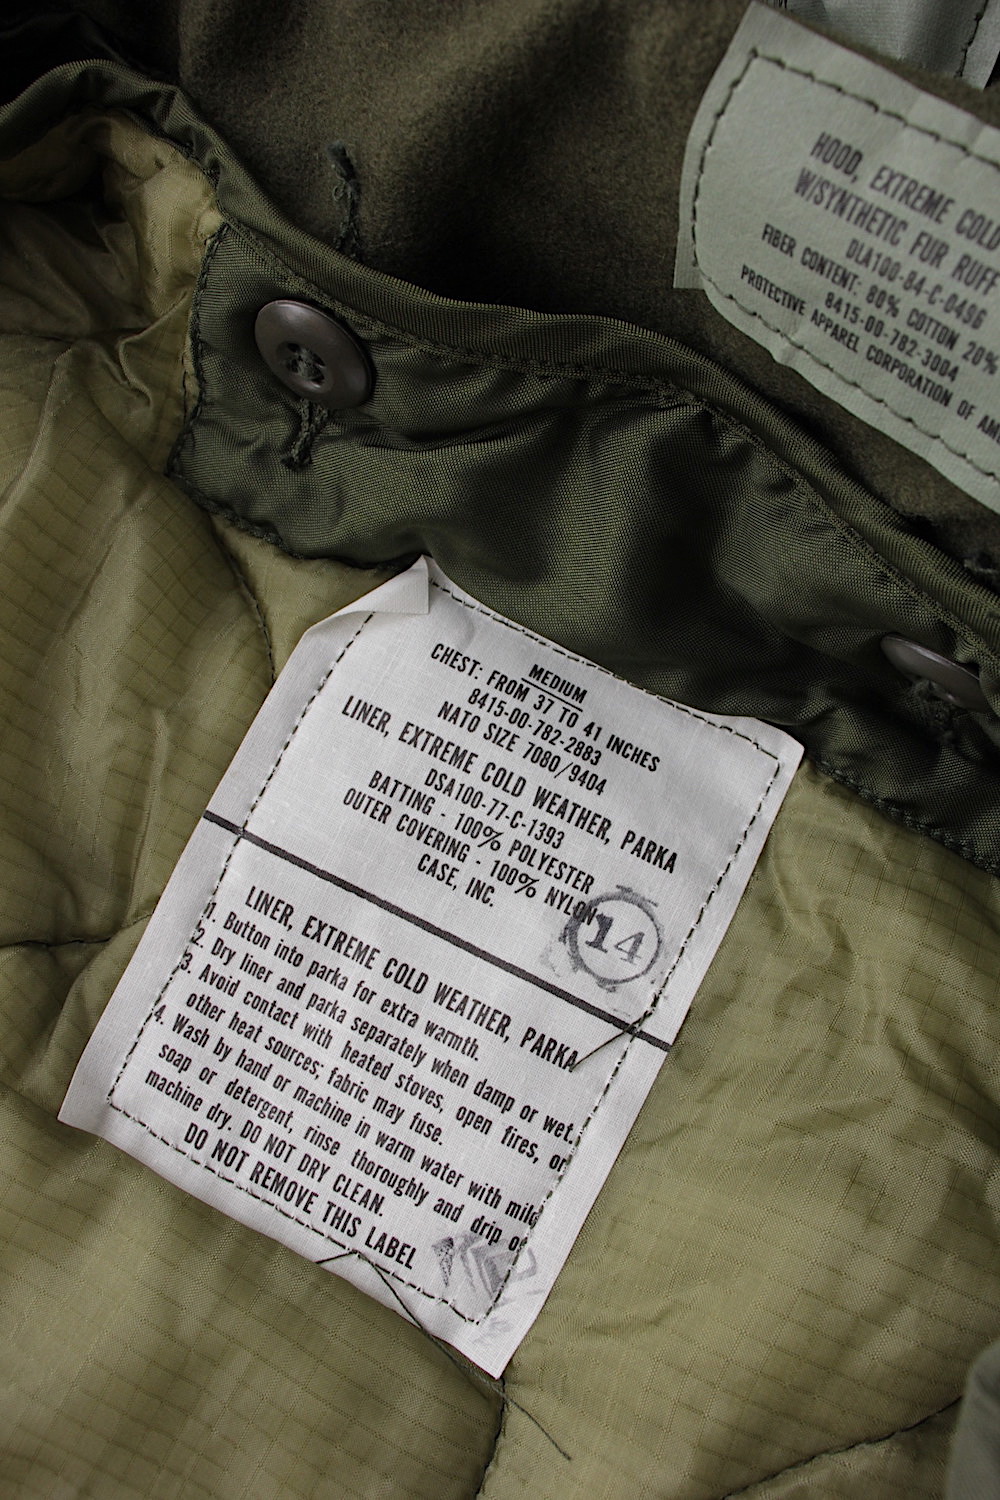 HOOD, EXTREME COLD
W/SYNTHETIC FUR RUFF
DLA100-84-C-0496
FIBER CONTENT: 80% COTTON 20%
8415-00-782-3004
PROTECTIVE APPAREL CORPORATION OF AM
MEDIUM
CHEST: FROM 37 TO 41 INCHES
8415-00-782-2883
NATO SIZE 7080/9404
LINER, EXTREME COLD WEATHER, PARKA
DSA100-77-C-1393
BATTING - 100% POLYESTER
OUTER COVERING - 100% NYLON
CASE, INC.
14
LINER, EXTREME COLD WEATHER, PARKA
1. Button into parka for extra warmth.
2. Dry liner and parka separately when damp or wet.
3. Avoid contact with heated stoves, open fires, or
other heat sources; fabric may fuse.
4. Wash by hand or machine in warm water with mild
soap or detergent, rinse thoroughly and drip or
machine dry. DO NOT DRY CLEAN.
DO NOT REMOVE THIS LABEL